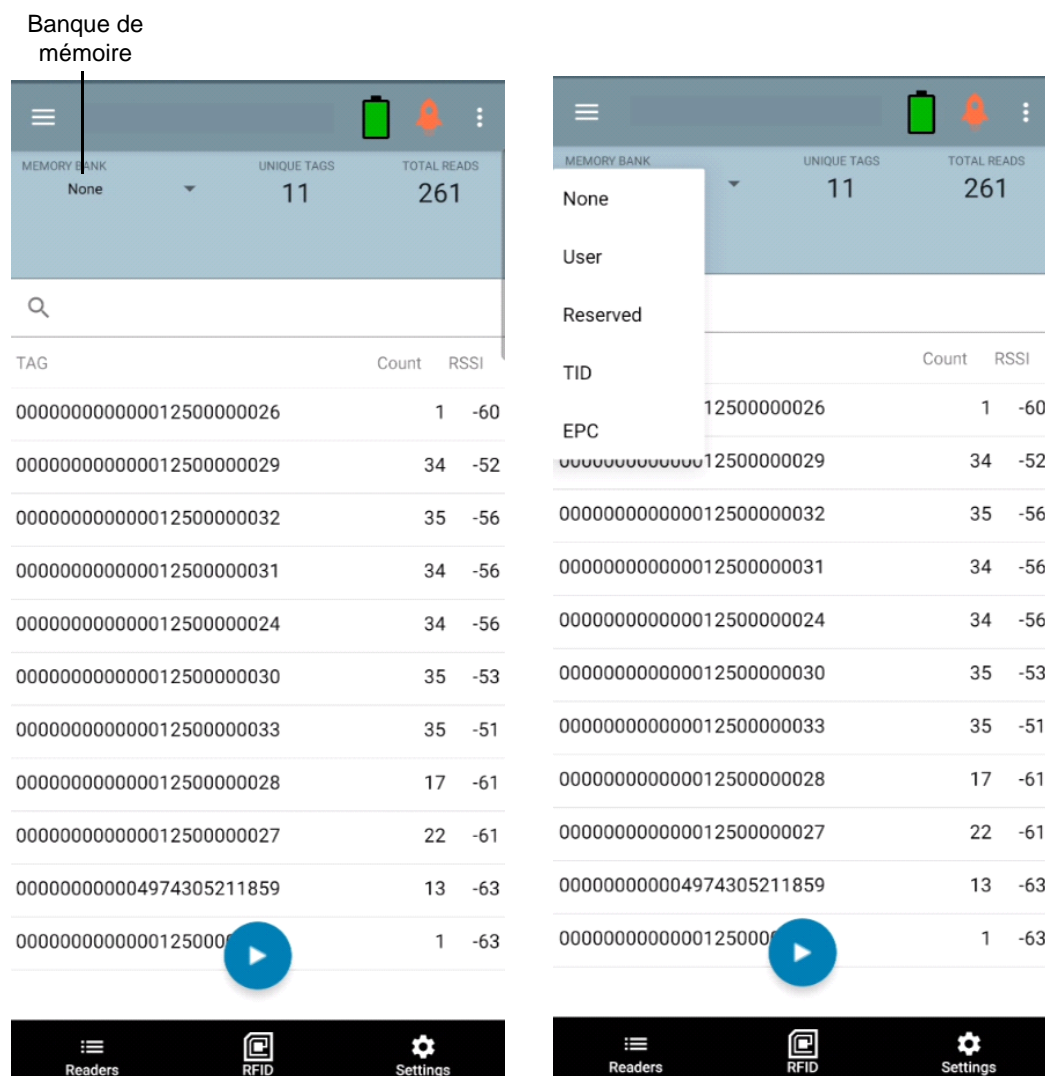 Banque de
mémoire
MEMORY BANK UNIQUE TAGS TOTAL READS
None 11 261
TAG Count RSSI
000000000000012500000026 1 -60
000000000000012500000029 34 -52
000000000000012500000032 35 -56
000000000000012500000031 34 -56
000000000000012500000024 34 -56
000000000000012500000030 35 -53
000000000000012500000033 35 -51
000000000000012500000028 17 -61
000000000000012500000027 22 -61
000000000004974305211859 13 -63
1 -63
Readers RFID Settings
MEMORY BANK UNIQUE TAGS TOTAL READS
11 261
None
User
Reserved
TID
EPC
Count RSSI
12500000026 1 -60
000000000000012500000029 34 -52
000000000000012500000032 35 -56
000000000000012500000031 34 -56
000000000000012500000024 34 -56
000000000000012500000030 35 -53
000000000000012500000033 35 -51
000000000000012500000028 17 -61
000000000000012500000027 22 -61
000000000004974305211859 13 -63
1 -63
Readers RFID Settings